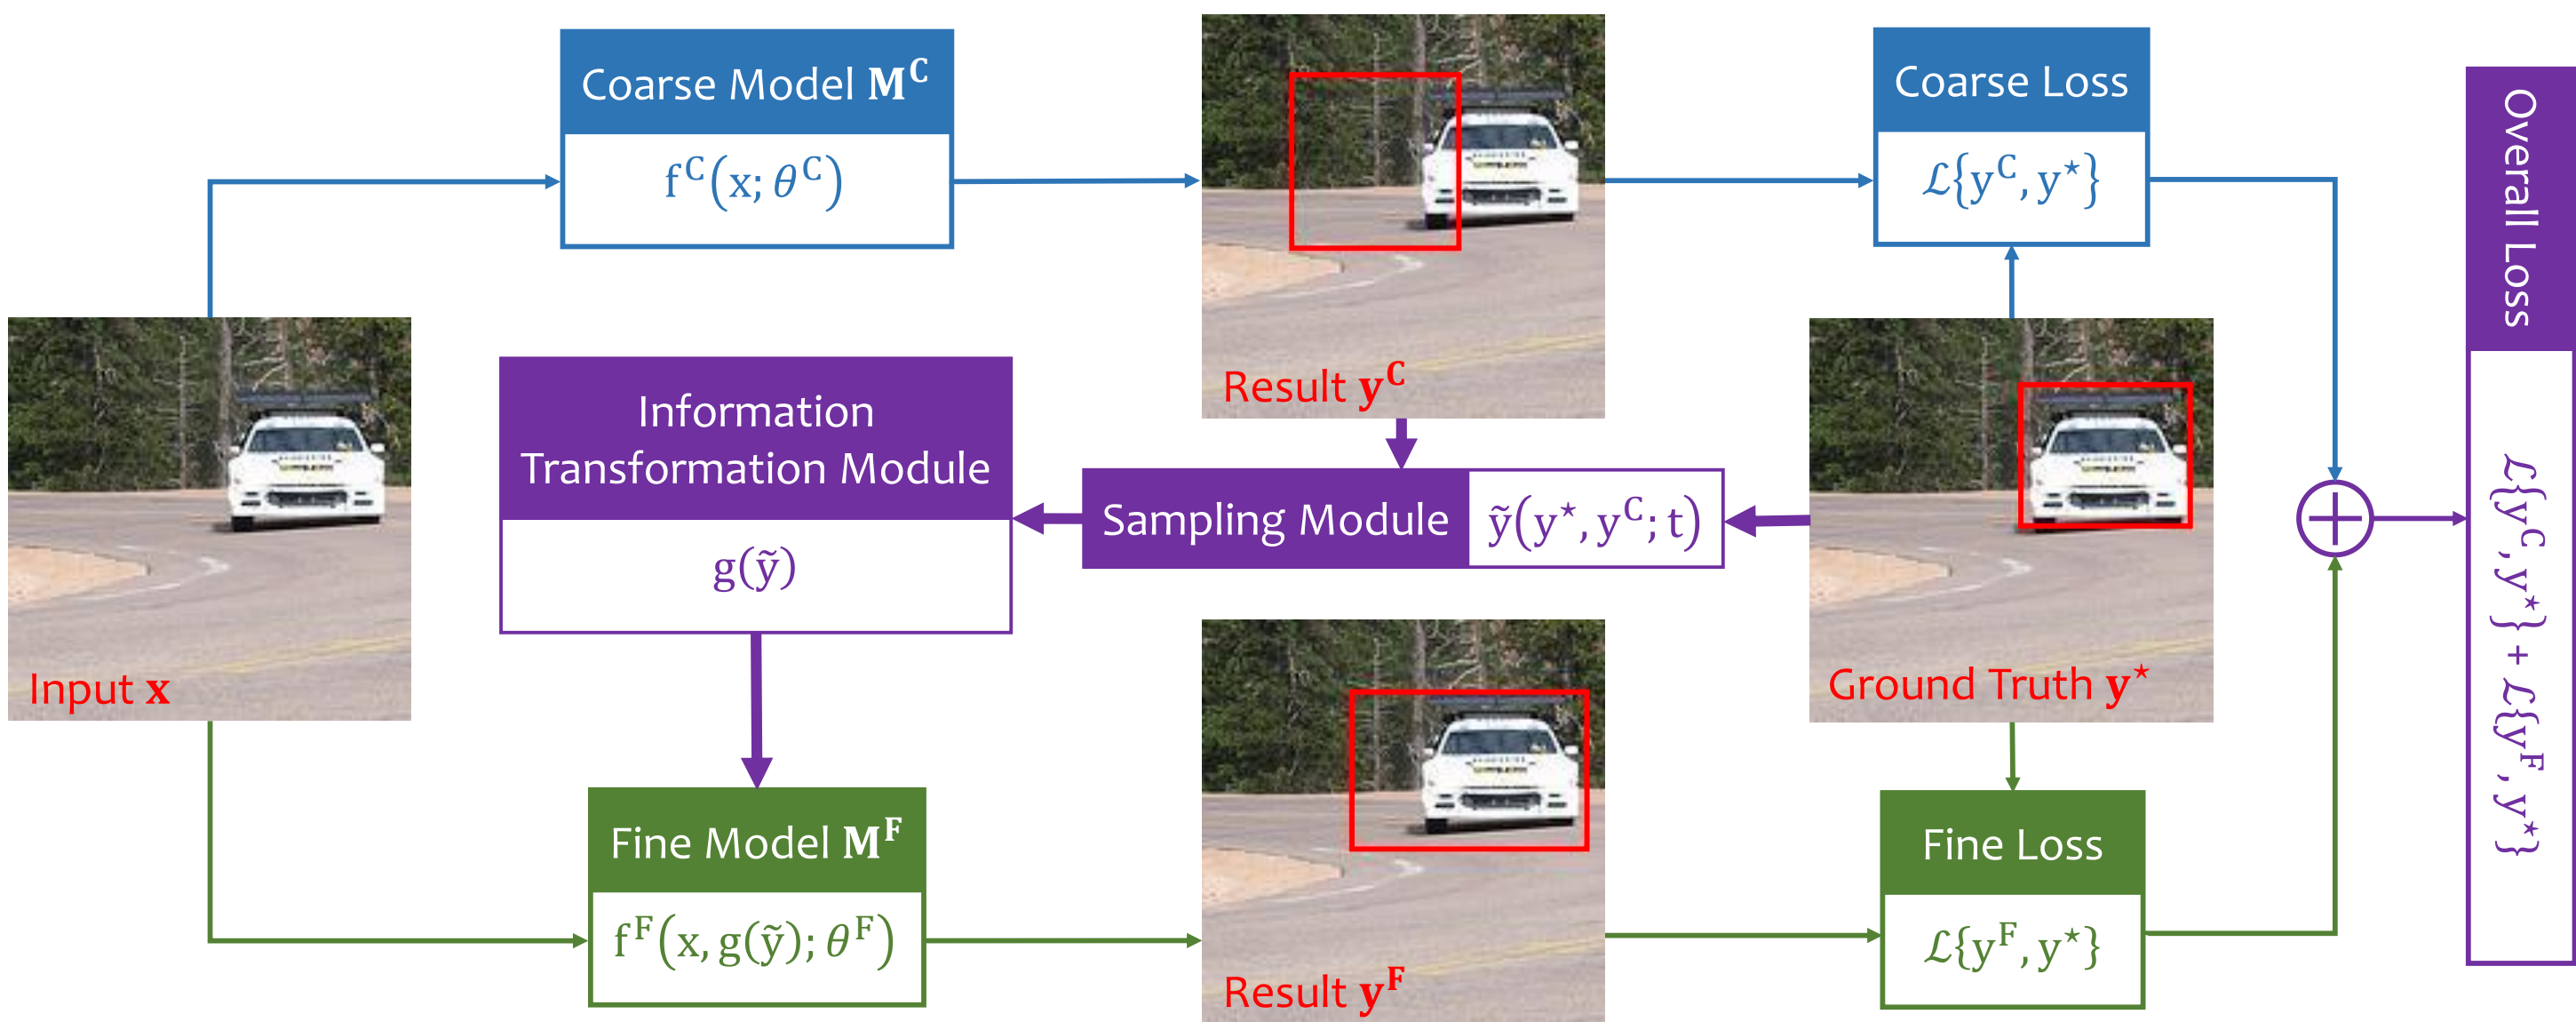 Coarse Model M^C
f^C(x; θ^C)
Result y^C
Coarse Loss
ℒ{y^C, y⋆}
Input x
Information
Transformation Module
g(ỹ)
Sampling Module
ỹ(y⋆, y^C; t)
Ground Truth y⋆
Fine Model M^F
f^F(x, g(ỹ); θ^F)
Result y^F
Fine Loss
ℒ{y^F, y⋆}
Overall Loss
ℒ{y^C, y⋆} + ℒ{y^F, y⋆}